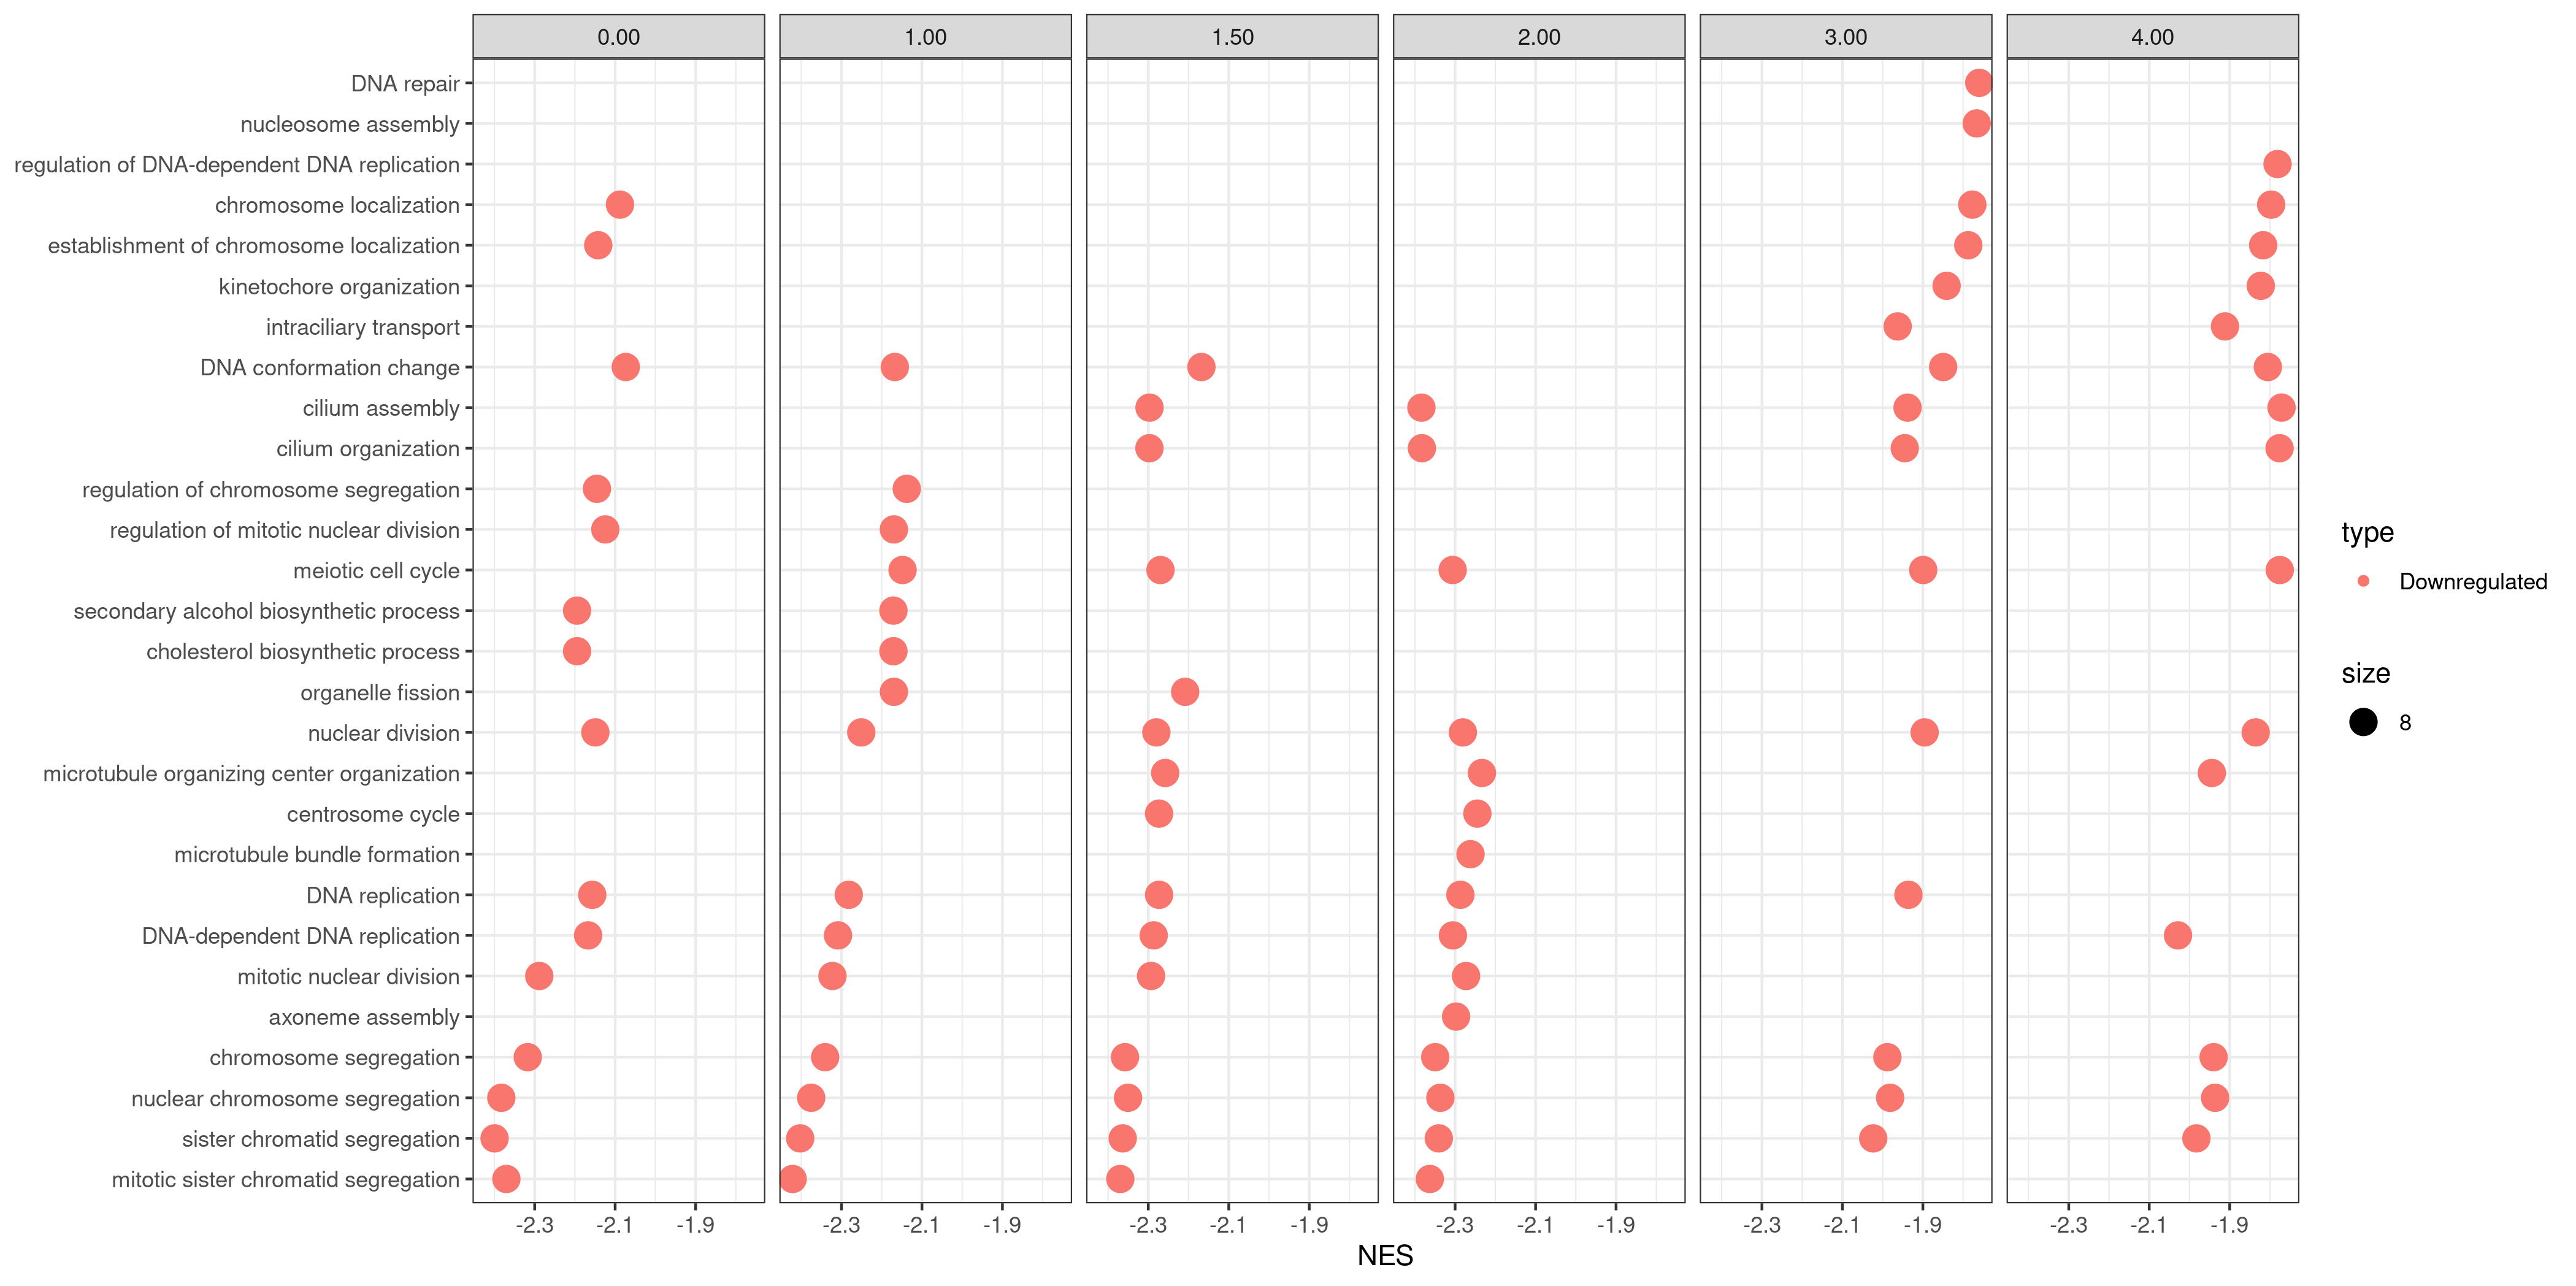 0.00 1.00 1.50 2.00 3.00 4.00
DNA repair
nucleosome assembly
regulation of DNA-dependent DNA replication
chromosome localization
establishment of chromosome localization
kinetochore organization
intraciliary transport
DNA conformation change
cilium assembly
cilium organization
regulation of chromosome segregation
regulation of mitotic nuclear division
meiotic cell cycle
secondary alcohol biosynthetic process
cholesterol biosynthetic process
organelle fission
nuclear division
microtubule organizing center organization
centrosome cycle
microtubule bundle formation
DNA replication
DNA-dependent DNA replication
mitotic nuclear division
axoneme assembly
chromosome segregation
nuclear chromosome segregation
sister chromatid segregation
mitotic sister chromatid segregation
-2.3 -2.1 -1.9 -2.3 -2.1 -1.9 -2.3 -2.1 -1.9 -2.3 -2.1 -1.9 -2.3 -2.1 -1.9 -2.3 -2.1 -1.9
NES
type
Downregulated
size
8